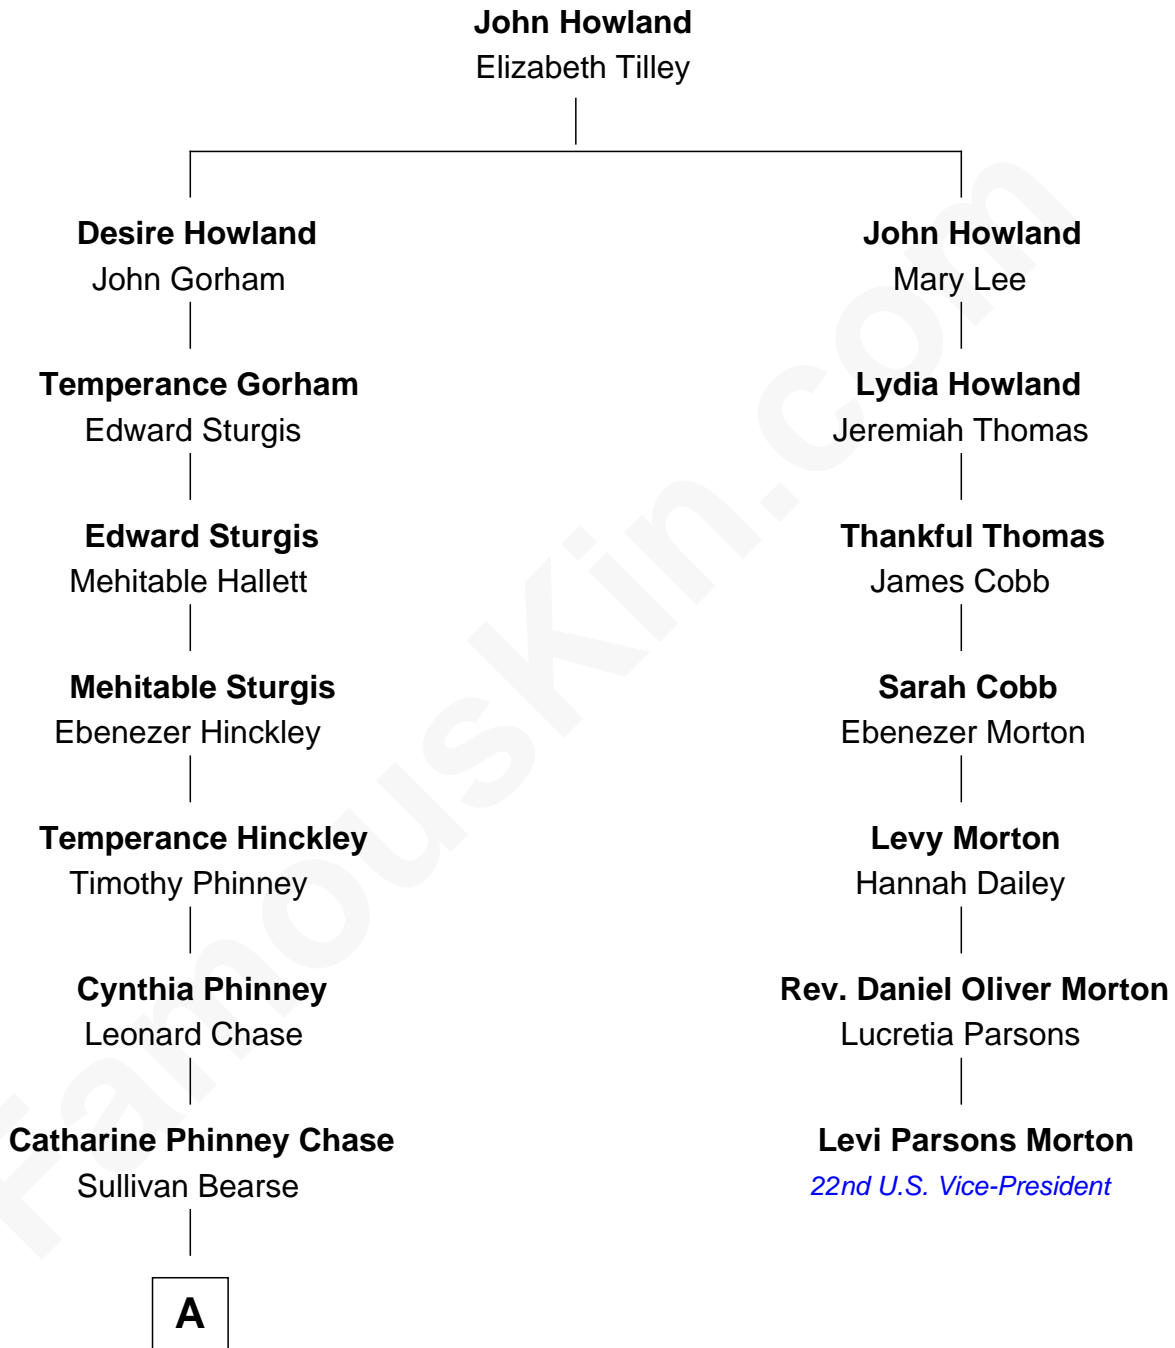 John Howland
Elizabeth Tilley
Desire Howland
John Gorham
John Howland
Mary Lee
Temperance Gorham
Edward Sturgis
Lydia Howland
Jeremiah Thomas
Edward Sturgis
Mehitable Hallett
Thankful Thomas
James Cobb
Mehitable Sturgis
Ebenezer Hinckley
Sarah Cobb
Ebenezer Morton
Temperance Hinckley
Timothy Phinney
Levy Morton
Hannah Dailey
Cynthia Phinney
Leonard Chase
Rev. Daniel Oliver Morton
Lucretia Parsons
Catharine Phinney Chase
Sullivan Bearse
Levi Parsons Morton
22nd U.S. Vice-President
A
FamousKin.com